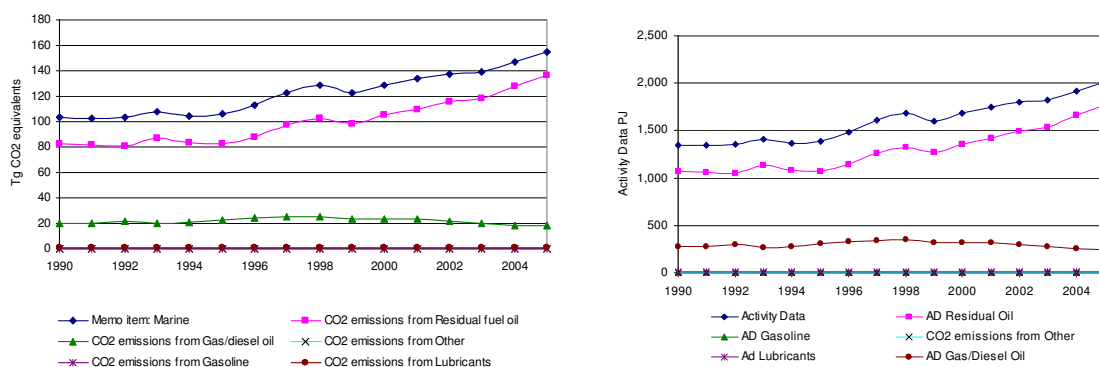 180
160
140
120
100
80
60
40
20
0
Tg CO2 equivalents
1990 1992 1994 1996 1998 2000 2002 2004
Memo item: Marine CO2 emissions from Residual fuel oil
CO2 emissions from Gas/diesel oil CO2 emissions from Other
CO2 emissions from Gasoline CO2 emissions from Lubricants
2,500
2,000
1,500
1,000
500
0
Activity Data PJ
1990 1992 1994 1996 1998 2000 2002 2004
Activity Data AD Residual Oil
AD Gasoline CO2 emissions from Other
Ad Lubricants AD Gas/Diesel Oil